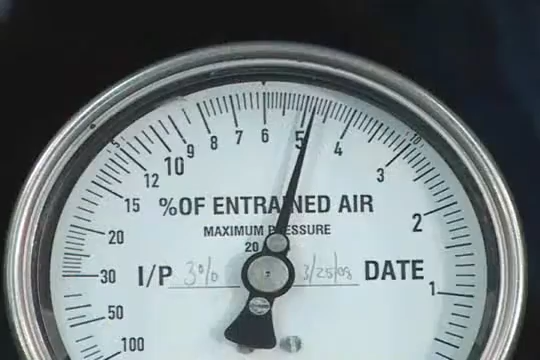 9 8 7 6 5 4
10 3
12
15 %OF ENTRAINED AIR 2
20 MAXIMUM PRESSURE
20
30 I/P 3% 3/25/08 DATE 1
50
100